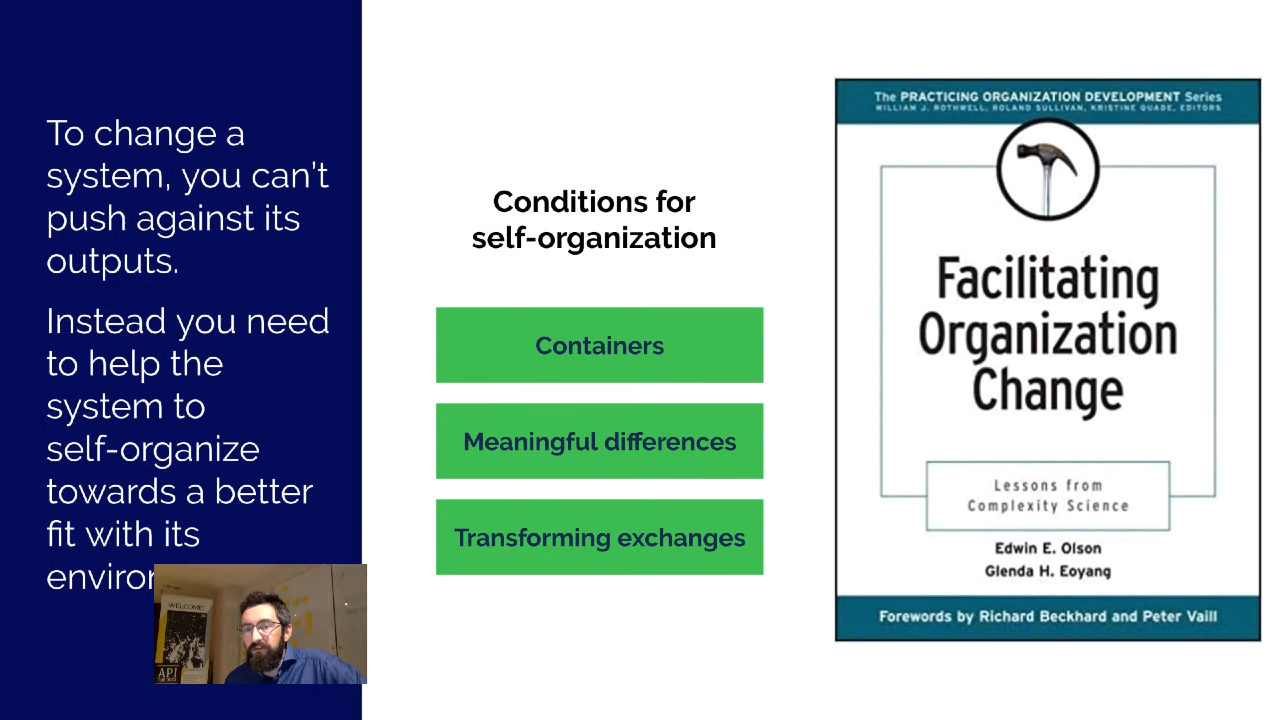 To change a
system, you can’t
push against its
outputs.
Instead you need
to help the
system to
self-organize
towards a better
fit with its
Conditions for
self-organization
Containers
Meaningful differences
Transforming exchanges
The PRACTICING ORGANIZATION DEVELOPMENT Series
WILLIAM J. ROTHWELL, ROLAND SULLIVAN, KRISTINE QUADE, EDITORS
Facilitating
Organization
Change
Lessons from
Complexity Science
Edwin E. Olson
Glenda H. Eoyang
Forewords by Richard Beckhard and Peter Vaill
WELCOME!
API